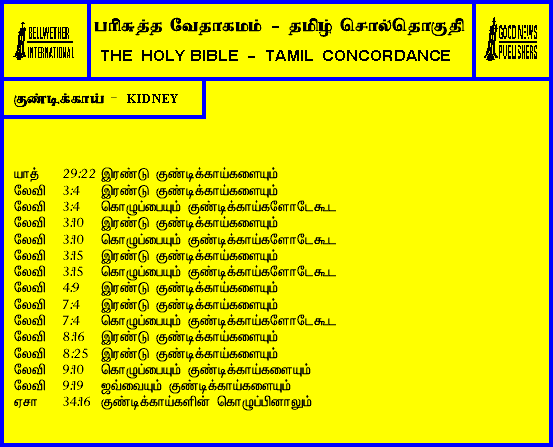 BELLWETHER
INTERNATIONAL
பரிசுத்த வேதாகமம் - தமிழ் சொல்தொகுதி
THE HOLY BIBLE - TAMIL CONCORDANCE
GOOD NEWS
PUBLISHERS
குண்டிக்காய் - KIDNEY
யாத் 29:22 இரண்டு குண்டிக்காய்களையும்
லேவி 3:4 இரண்டு குண்டிக்காய்களையும்
லேவி 3:4 கொழுப்பையும் குண்டிக்காய்களோடேகூட
லேவி 3:10 இரண்டு குண்டிக்காய்களையும்
லேவி 3:10 கொழுப்பையும் குண்டிக்காய்களோடேகூட
லேவி 3:15 இரண்டு குண்டிக்காய்களையும்
லேவி 3:15 கொழுப்பையும் குண்டிக்காய்களோடேகூட
லேவி 4:9 இரண்டு குண்டிக்காய்களையும்
லேவி 7:4 இரண்டு குண்டிக்காய்களையும்
லேவி 7:4 கொழுப்பையும் குண்டிக்காய்களோடேகூட
லேவி 8:16 இரண்டு குண்டிக்காய்களையும்
லேவி 8:25 இரண்டு குண்டிக்காய்களையும்
லேவி 9:10 கொழுப்பையும் குண்டிக்காய்களையும்
லேவி 9:19 ஜவ்வையும் குண்டிக்காய்களையும்
ஏசா 34:16 குண்டிக்காய்களின் கொழுப்பினாலும்